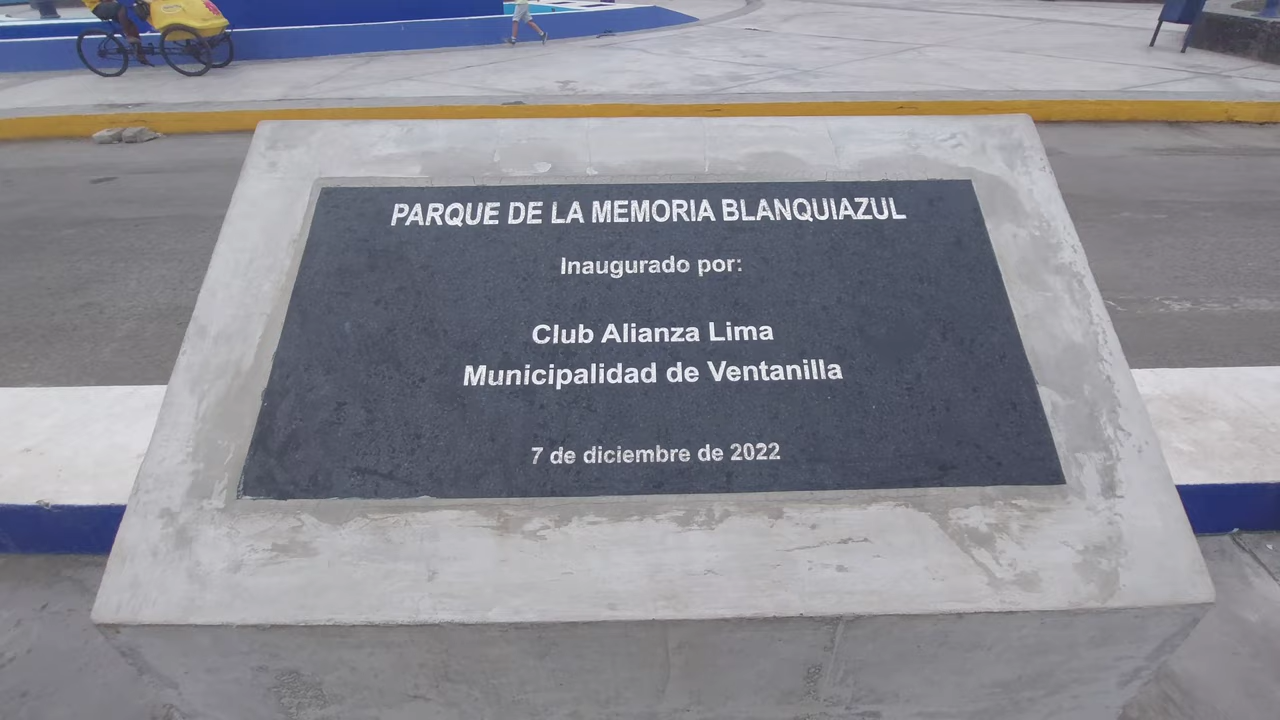 PARQUE DE LA MEMORIA BLANQUIAZUL
Inaugurado por:
Club Alianza Lima
Municipalidad de Ventanilla
7 de diciembre de 2022